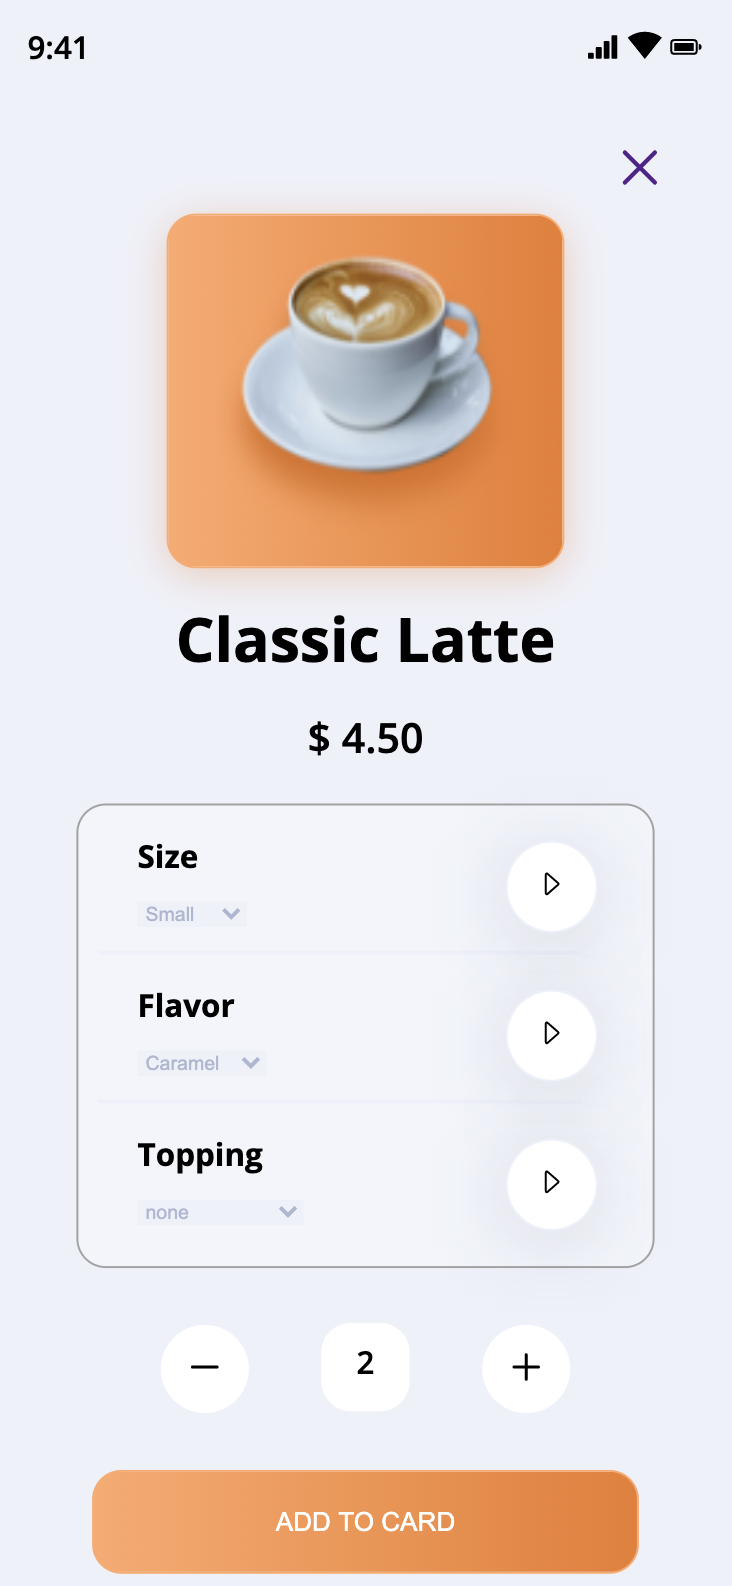 9:41
Classic Latte
$ 4.50
Size
Small
Flavor
Caramel
Topping
none
2
ADD TO CARD